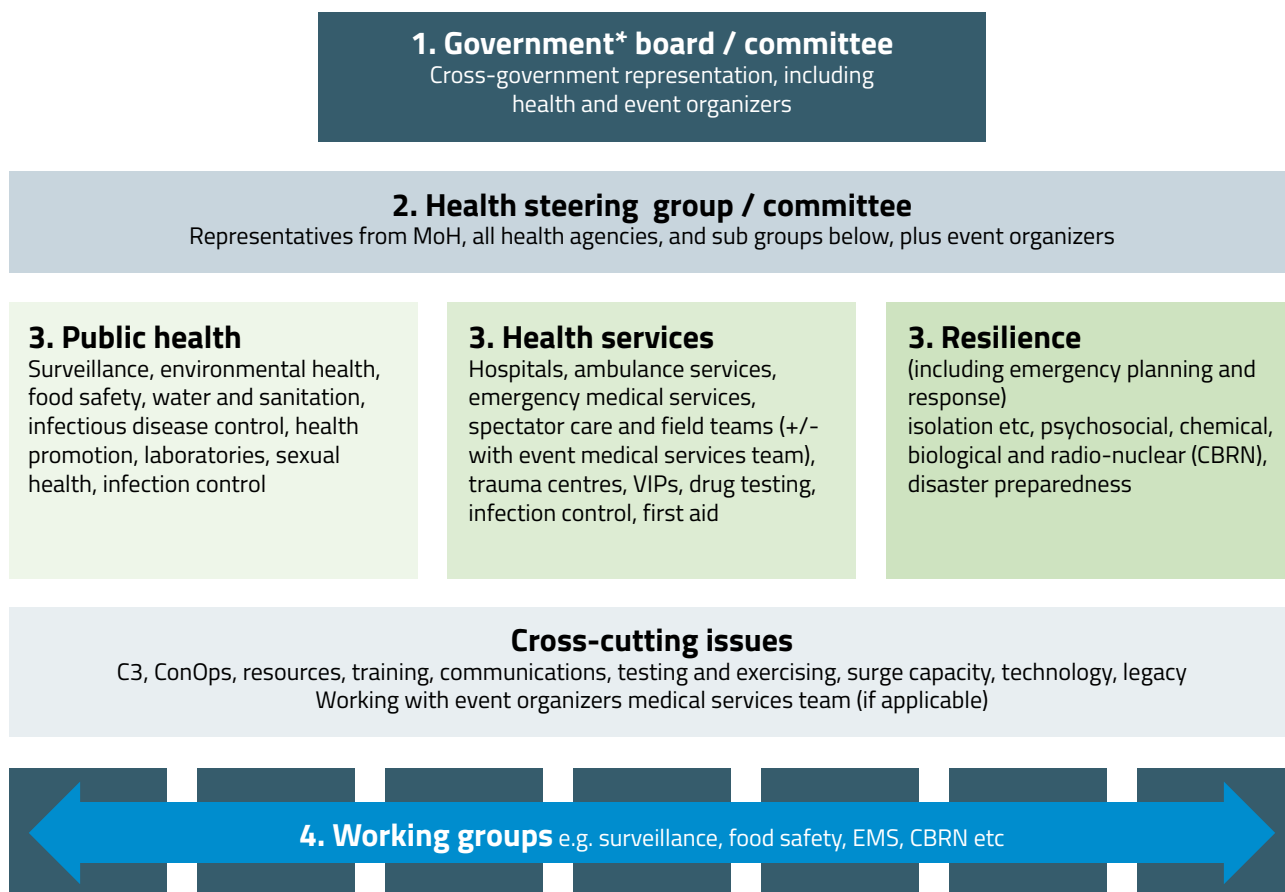 1. Government* board / committee
Cross-government representation, including
health and event organizers
2. Health steering group / committee
Representatives from MoH, all health agencies, and sub groups below, plus event organizers
3. Public health
Surveillance, environmental health,
food safety, water and sanitation,
infectious disease control, health
promotion, laboratories, sexual
health, infection control
3. Health services
Hospitals, ambulance services,
emergency medical services,
spectator care and field teams (+/-
with event medical services team),
trauma centres, VIPs, drug testing,
infection control, first aid
3. Resilience
(including emergency planning and
response)
isolation etc, psychosocial, chemical,
biological and radio-nuclear (CBRN),
disaster preparedness
Cross-cutting issues
C3, ConOps, resources, training, communications, testing and exercising, surge capacity, technology, legacy
Working with event organizers medical services team (if applicable)
4. Working groups e.g. surveillance, food safety, EMS, CBRN etc